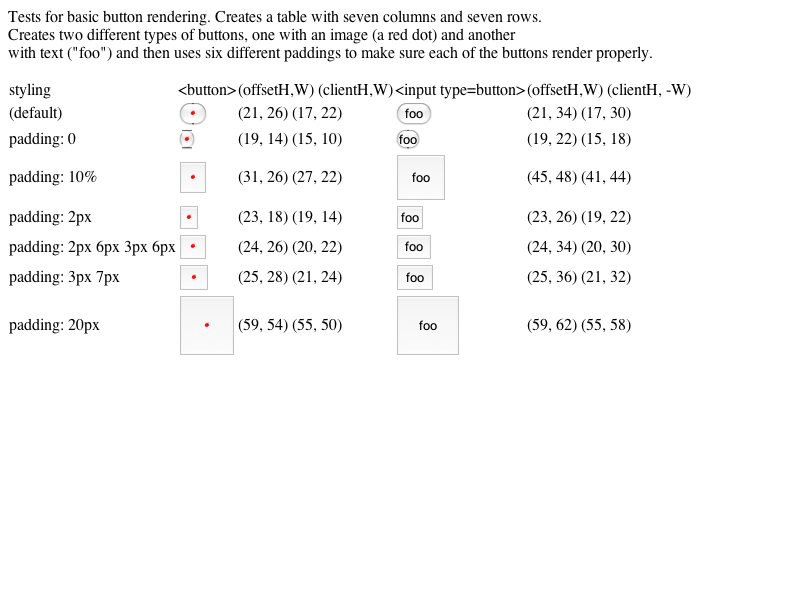 Tests for basic button rendering. Creates a table with seven columns and seven rows.
Creates two different types of buttons, one with an image (a red dot) and another
with text ("foo") and then uses six different paddings to make sure each of the buttons render properly.
styling <button> (offsetH,W) (clientH,W) <input type=button> (offsetH,W) (clientH, -W)
(default) (21, 26) (17, 22) foo (21, 34) (17, 30)
padding: 0 (19, 14) (15, 10) foo (19, 22) (15, 18)
padding: 10% (31, 26) (27, 22) foo (45, 48) (41, 44)
padding: 2px (23, 18) (19, 14) foo (23, 26) (19, 22)
padding: 2px 6px 3px 6px (24, 26) (20, 22) foo (24, 34) (20, 30)
padding: 3px 7px (25, 28) (21, 24) foo (25, 36) (21, 32)
padding: 20px (59, 54) (55, 50) foo (59, 62) (55, 58)